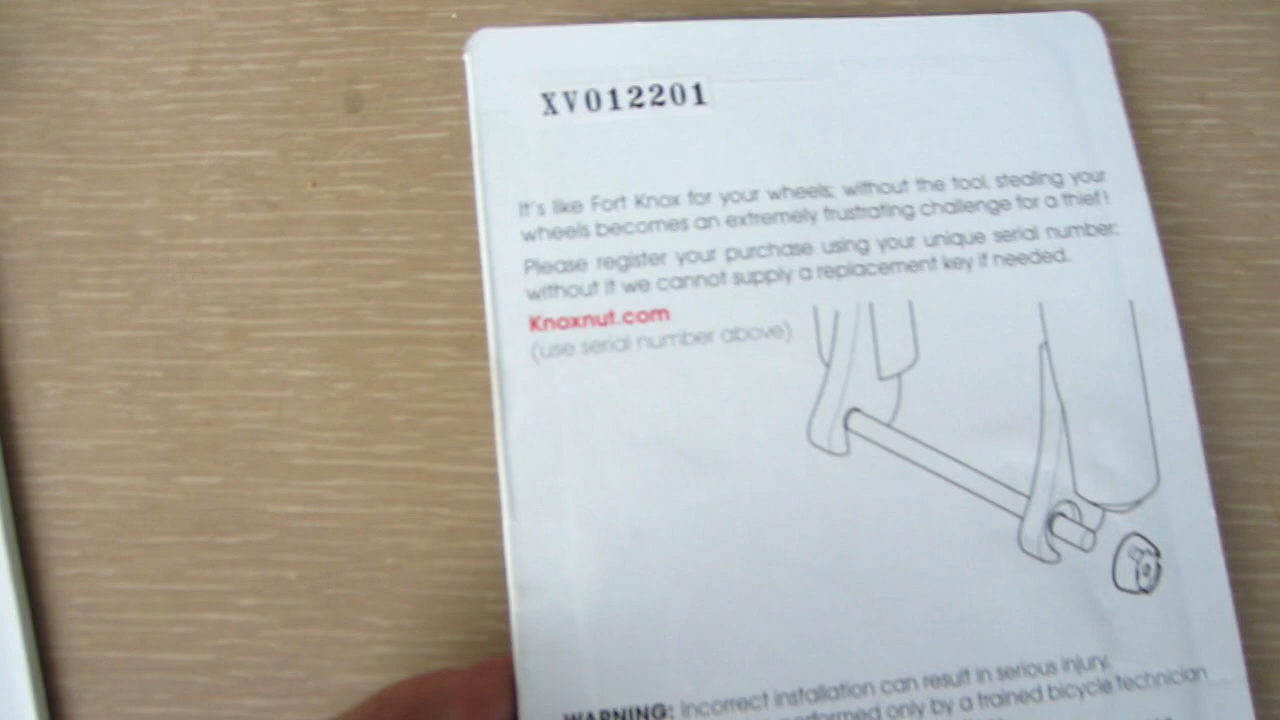 XV012201
It's like Fort Knox for your wheels; without the tool, stealing your
wheels becomes an extremely frustrating challenge for a thief!
Please register your purchase using your unique serial number;
without it we cannot supply a replacement key if needed.
Knoxnut.com
(use serial number above)
WARNING: Incorrect installation can result in serious injury.
performed only by a trained bicycle technician